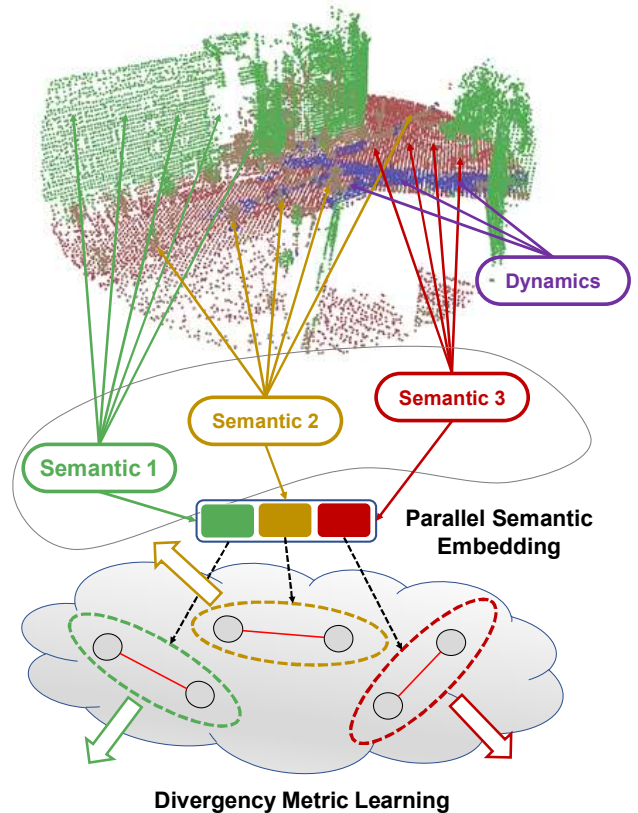 Dynamics
Semantic 3
Semantic 2
Semantic 1
Parallel Semantic
Embedding
Divergency Metric Learning